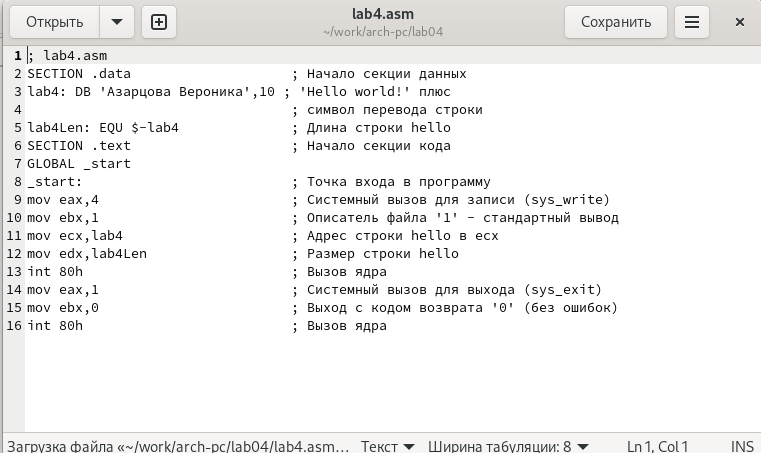 Открыть
lab4.asm
~/work/arch-pc/lab04
Сохранить
1 ; lab4.asm
2 SECTION .data ; Начало секции данных
3 lab4: DB 'Азарцова Вероника',10 ; 'Hello world!' плюс
4 ; символ перевода строки
5 lab4Len: EQU $-lab4 ; Длина строки hello
6 SECTION .text ; Начало секции кода
7 GLOBAL _start
8 _start: ; Точка входа в программу
9 mov eax,4 ; Системный вызов для записи (sys_write)
10 mov ebx,1 ; Описатель файла '1' - стандартный вывод
11 mov ecx,lab4 ; Адрес строки hello в ecx
12 mov edx,lab4Len ; Размер строки hello
13 int 80h ; Вызов ядра
14 mov eax,1 ; Системный вызов для выхода (sys_exit)
15 mov ebx,0 ; Выход с кодом возврата '0' (без ошибок)
16 int 80h ; Вызов ядра
Загрузка файла «~/work/arch-pc/lab04/lab4.asm… Текст Ширина табуляции: 8 Ln 1, Col 1 INS